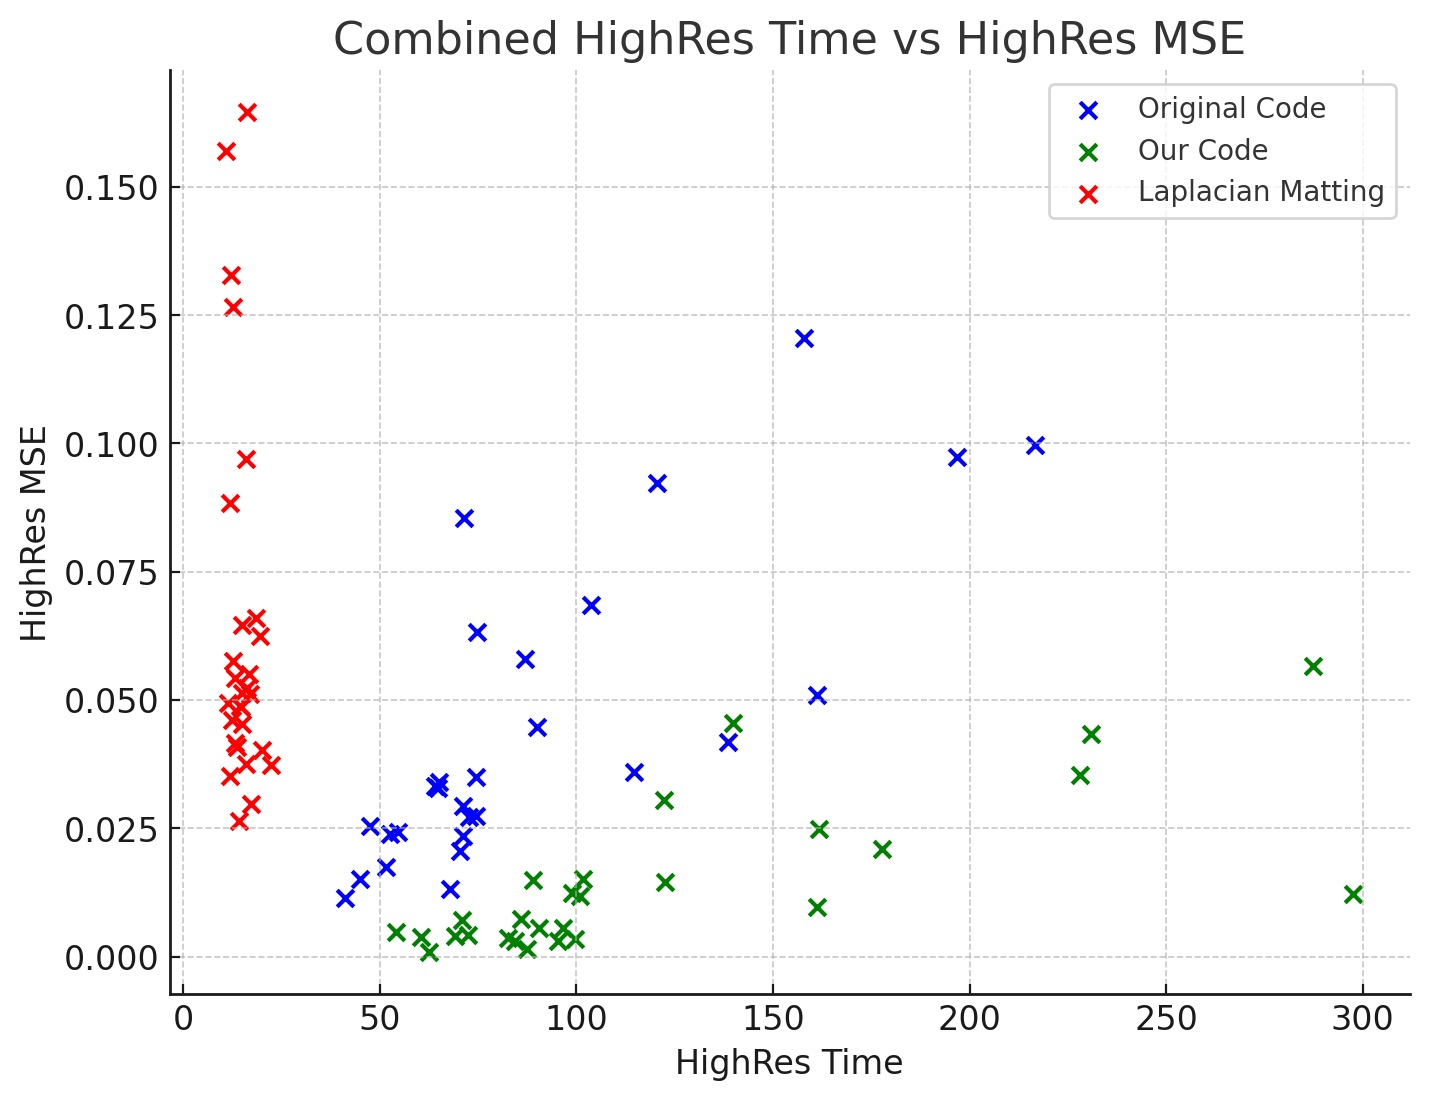 Combined HighRes Time vs HighRes MSE
Original Code
Our Code
Laplacian Matting
HighRes MSE
0.150
0.125
0.100
0.075
0.050
0.025
0.000
0 50 100 150 200 250 300
HighRes Time